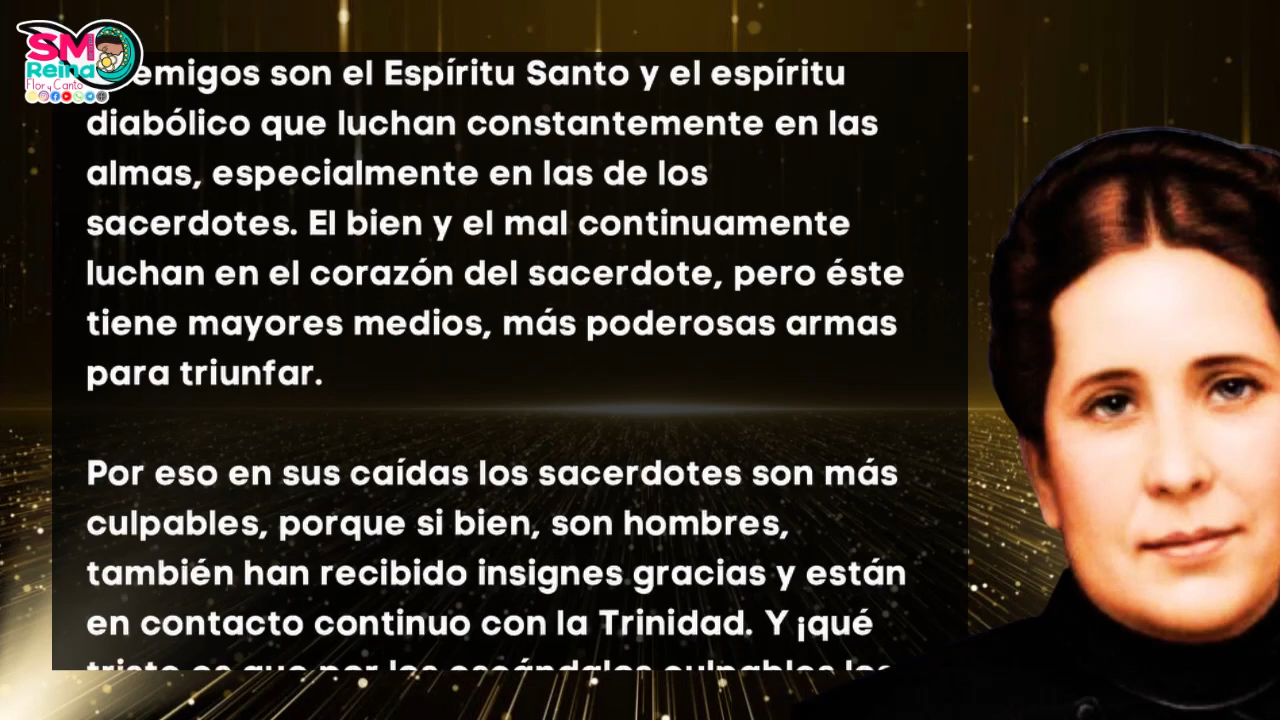 SM
Reina
Flor y Canto
emigos son el Espíritu Santo y el espíritu
diabólico que luchan constantemente en las
almas, especialmente en las de los
sacerdotes. El bien y el mal continuamente
luchan en el corazón del sacerdote, pero éste
tiene mayores medios, más poderosas armas
para triunfar.
Por eso en sus caídas los sacerdotes son más
culpables, porque si bien, son hombres,
también han recibido insignes gracias y están
en contacto continuo con la Trinidad. Y ¡qué